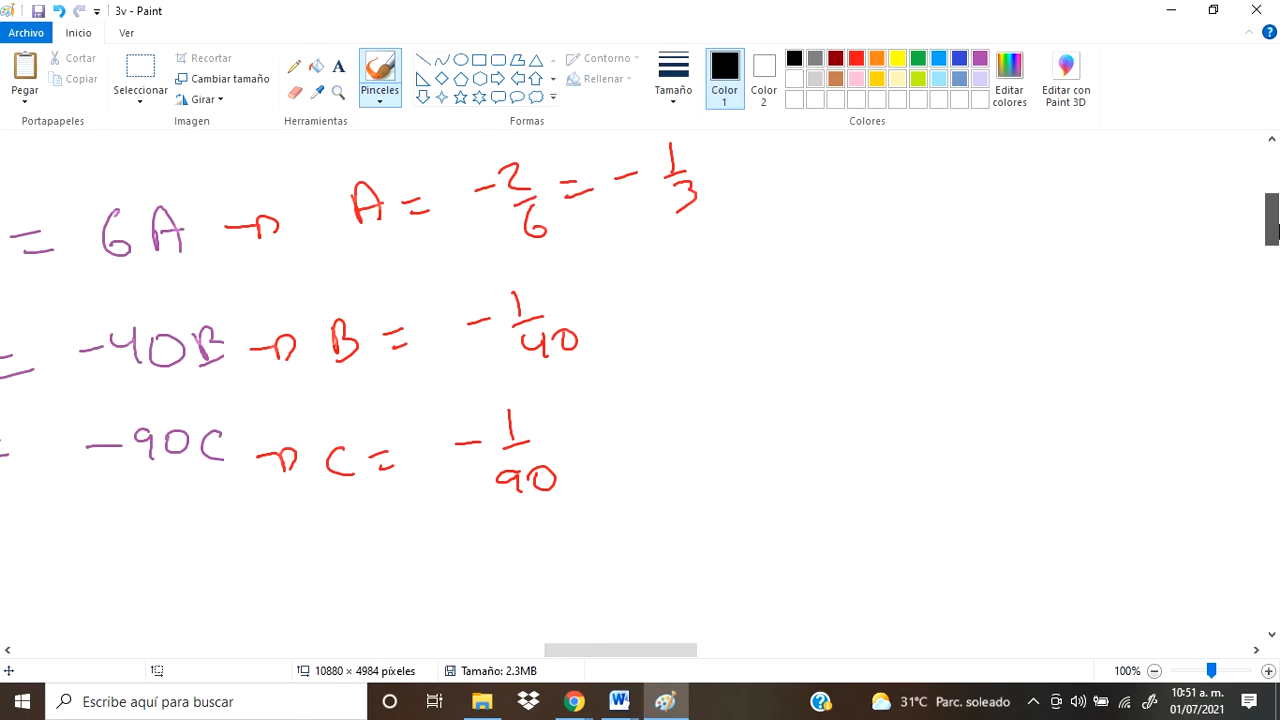 3v - Paint
Archivo Inicio Ver
Pegar
Cortar
Copiar
Portapapeles
Seleccionar
Recortar
Cambiar tamaño
Girar
Imagen
A
Herramientas
Pinceles
Contorno
Rellenar
Formas
Tamaño
Color 1
Color 2
Editar colores
Editar con Paint 3D
Colores
= 6A → A = -2/6 = -1/3
= -40B → B = -1/40
= -90C → C = -1/90
10880 × 4984 píxeles
Tamaño: 2.3MB
100%
Escribe aquí para buscar
31°C Parc. soleado
10:51 a. m.
01/07/2021